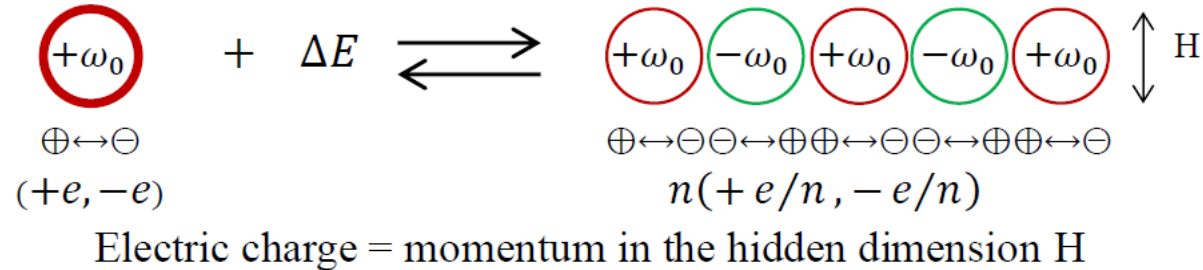 +ω₀ + ΔE ⇌ +ω₀ −ω₀ +ω₀ −ω₀ +ω₀ H
⊕↔⊖ ⊕↔⊖⊖↔⊕⊕↔⊖⊖↔⊕⊕↔⊖
(+e,−e) n(+e/n,−e/n)
Electric charge = momentum in the hidden dimension H